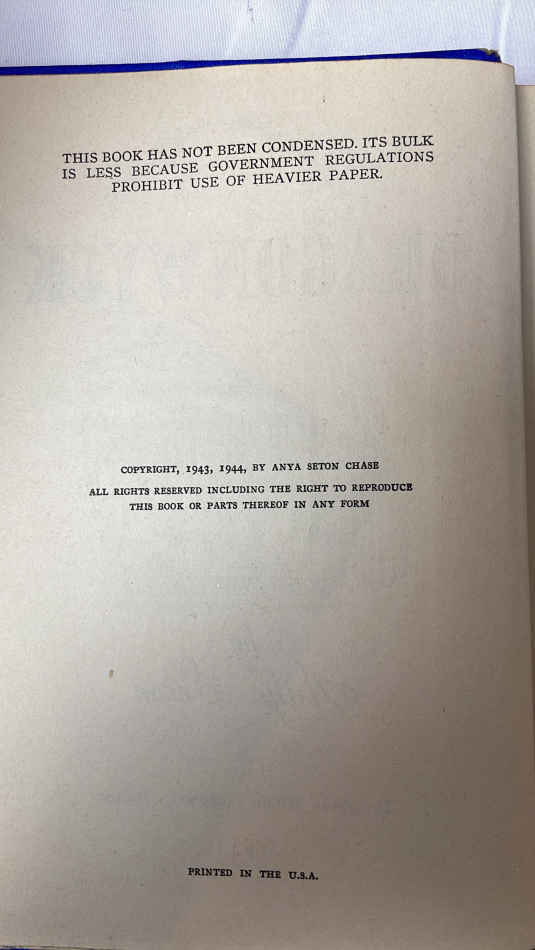 THIS BOOK HAS NOT BEEN CONDENSED. ITS BULK
IS LESS BECAUSE GOVERNMENT REGULATIONS
PROHIBIT USE OF HEAVIER PAPER.
COPYRIGHT, 1943, 1944, BY ANYA SETON CHASE
ALL RIGHTS RESERVED INCLUDING THE RIGHT TO REPRODUCE
THIS BOOK OR PARTS THEREOF IN ANY FORM
PRINTED IN THE U.S.A.